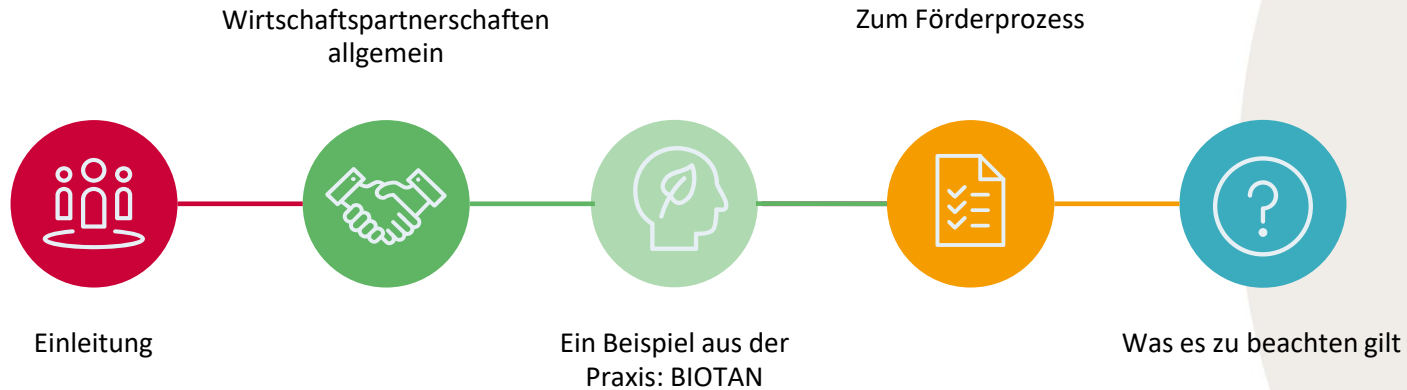 Wirtschaftspartnerschaften
allgemein
Zum Förderprozess
Einleitung
Ein Beispiel aus der
Praxis: BIOTAN
Was es zu beachten gilt